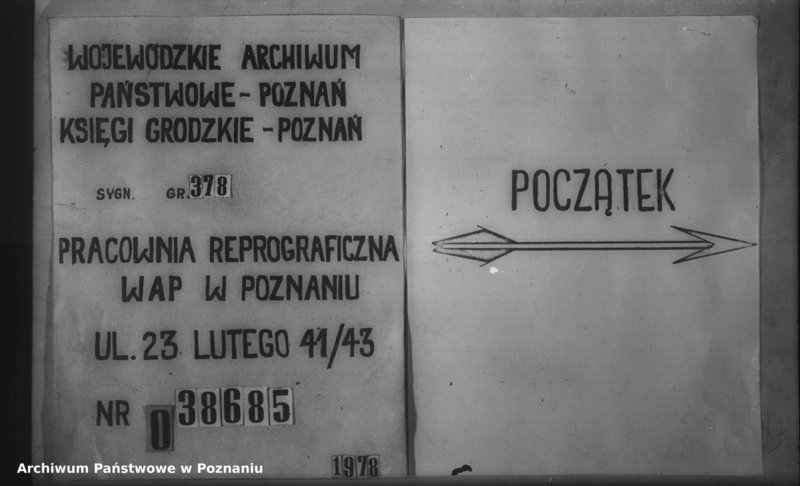 WOJEWÓDZKIE ARCHIWUM
PAŃSTWOWE - POZNAŃ
KSIĘGI GRODZKIE - POZNAŃ
SYGN. GR. 378
PRACOWNIA REPROGRAFICZNA
WAP W POZNANIU
UL. 23 LUTEGO 41/43
NR 038685
1978
POCZĄTEK
Archiwum Państwowe w Poznaniu